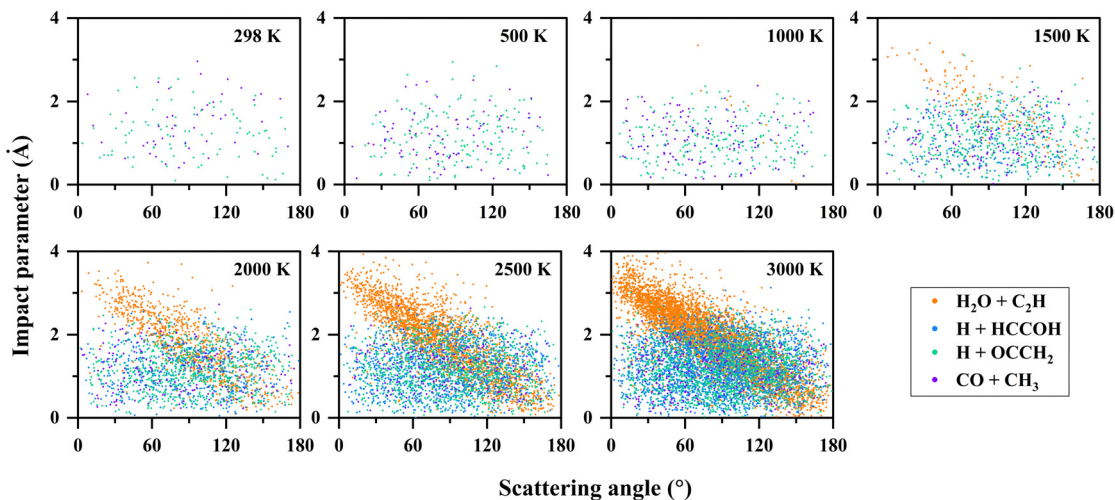 298 K
500 K
1000 K
1500 K
4
2
0
0 60 120 180
4
2
0
0 60 120 180
4
2
0
0 60 120 180
4
2
0
0 60 120 180
2000 K
2500 K
3000 K
4
2
0
0 60 120 180
4
2
0
0 60 120 180
4
2
0
0 60 120 180
Impact parameter (Å)
Scattering angle (°)
H₂O + C₂H
H + HCCOH
H + OCCH₂
CO + CH₃